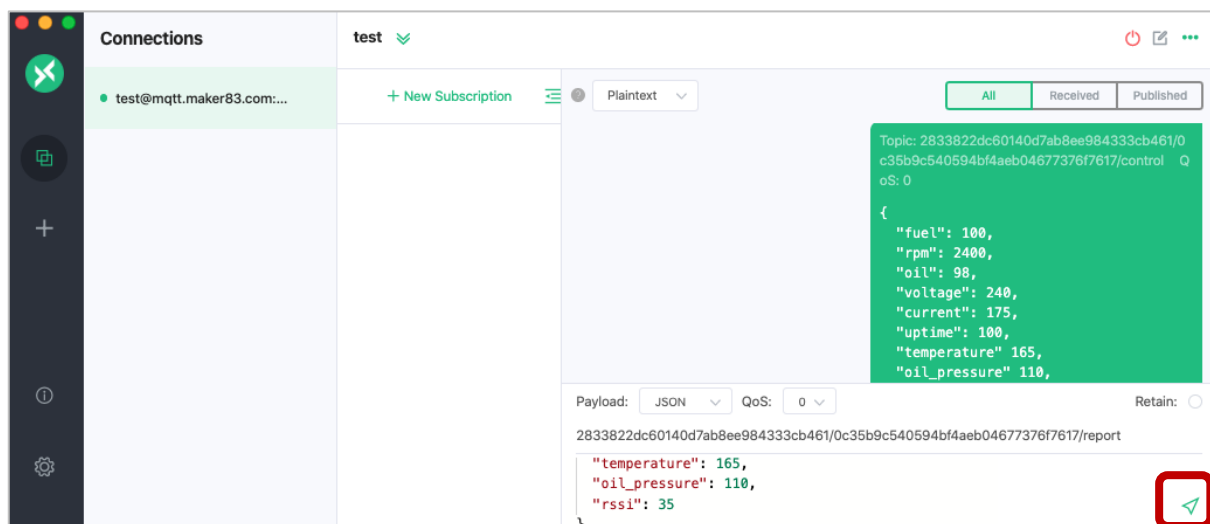 Connections
test@mqtt.maker83.com:...
test
+ New Subscription
Plaintext
All
Received
Published
Topic: 2833822dc60140d7ab8ee984333cb461/0
c35b9c540594bf4aeb04677376f7617/control Q
oS: 0
{
"fuel": 100,
"rpm": 2400,
"oil": 98,
"voltage": 240,
"current": 175,
"uptime": 100,
"temperature" 165,
"oil_pressure" 110,
Payload: JSON QoS: 0 Retain:
2833822dc60140d7ab8ee984333cb461/0c35b9c540594bf4aeb04677376f7617/report
"temperature": 165,
"oil_pressure": 110,
"rssi": 35
}